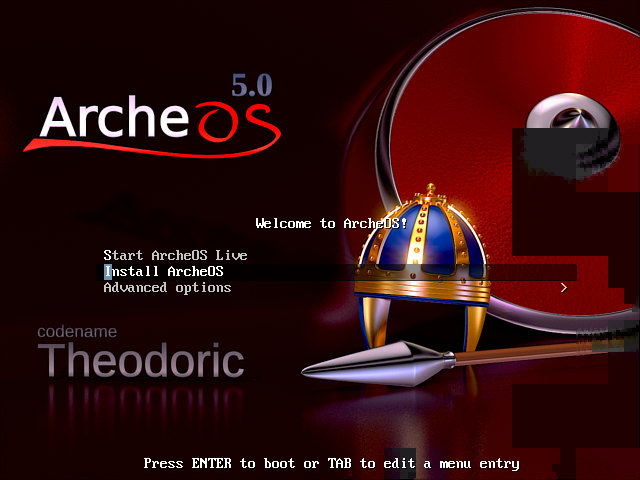 5.0
ArcheOS
Welcome to ArcheOS!
Start ArcheOS Live
Install ArcheOS
Advanced options >
codename
Theodoric
Press ENTER to boot or TAB to edit a menu entry